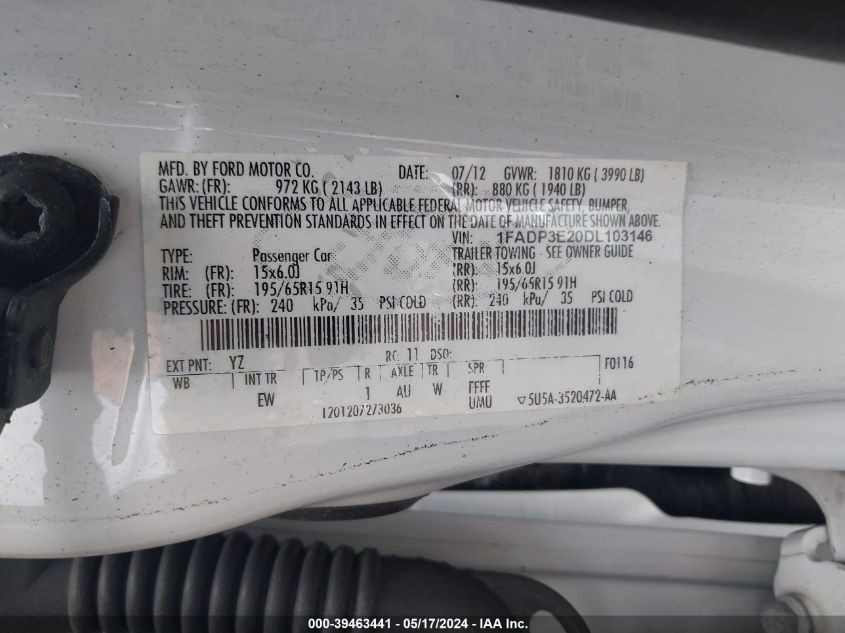 MFD. BY FORD MOTOR CO. DATE: 07/12 GVWR: 1810 KG ( 3990 LB)
GAWR: (FR): 972 KG ( 2143 LB) (RR): 880 KG ( 1940 LB)
THIS VEHICLE CONFORMS TO ALL APPLICABLE FEDERAL MOTOR VEHICLE SAFETY, BUMPER,
AND THEFT PREVENTION STANDARDS IN EFFECT ON THE DATE OF MANUFACTURE SHOWN ABOVE.
VIN: 1FADP3E20DL103146
TYPE: Passenger Car TRAILER TOWING - SEE OWNER GUIDE
RIM: (FR): 15x6.0J (RR): 15x6.0J
TIRE: (FR): 195/65R15 91H (RR): 195/65R15 91H
PRESSURE: (FR): 240 kPa/ 35 PSI COLD (RR): 240 kPa/ 35 PSI COLD
EXT PNT: YZ RC: 11 DSO: F0116
WB INT TR TP/PS R AXLE TR SPR
EW 1 AU W FFFF
1201207273036 UMU ▽5U5A-3520472-AA
000-39463441 - 05/17/2024 - IAA Inc.